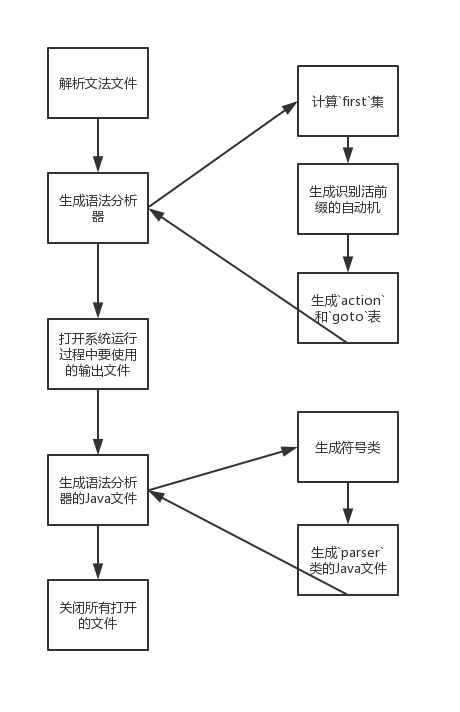 解析文法文件
生成语法分析
器
打开系统运行
过程中要使用
的输出文件
生成语法分析
器的Java文件
关闭所有打开
的文件
计算`first`集
生成识别活前
缀的自动机
生成`action`
和`goto`表
生成符号类
生成`parser`
类的Java文件